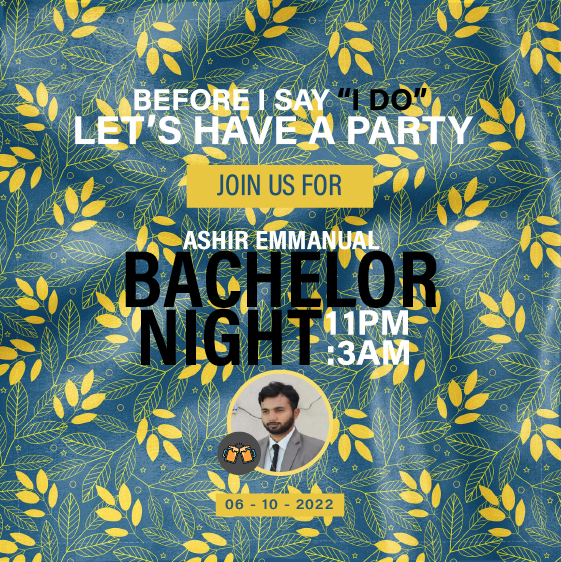 BEFORE I SAY “I DO”
LET'S HAVE A PARTY
JOIN US FOR
ASHIR EMMANUAL
BACHELOR
NIGHT 11PM
:3AM
06 - 10 - 2022